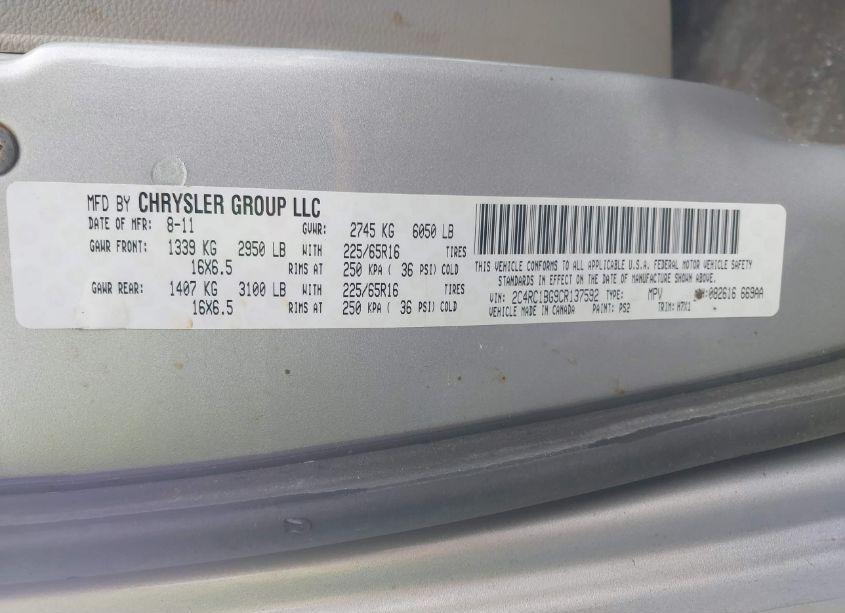 MFD BY CHRYSLER GROUP LLC
DATE OF MFR: 8-11 GVWR: 2745 KG 6050 LB
GAWR FRONT: 1339 KG 2950 LB WITH 225/65R16 TIRES
16X6.5 RIMS AT 250 KPA ( 36 PSI) COLD
GAWR REAR: 1407 KG 3100 LB WITH 225/65R16 TIRES
16X6.5 RIMS AT 250 KPA ( 36 PSI) COLD
THIS VEHICLE CONFORMS TO ALL APPLICABLE U.S.A. FEDERAL MOTOR VEHICLE SAFETY
STANDARDS IN EFFECT ON THE DATE OF MANUFACTURE SHOWN ABOVE.
VIN: 2C4RC1BG9CR137592 TYPE: MPV 082616 669AA
VEHICLE MADE IN CANADA PAINT: PS2 TRIM: H7X1